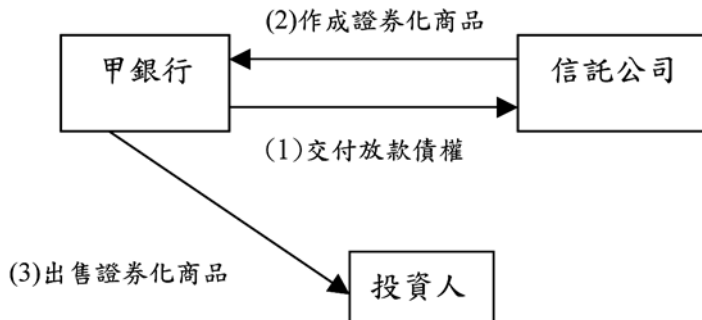 (2)作成證券化商品
甲銀行
信託公司
(1)交付放款債權
(3)出售證券化商品
投資人